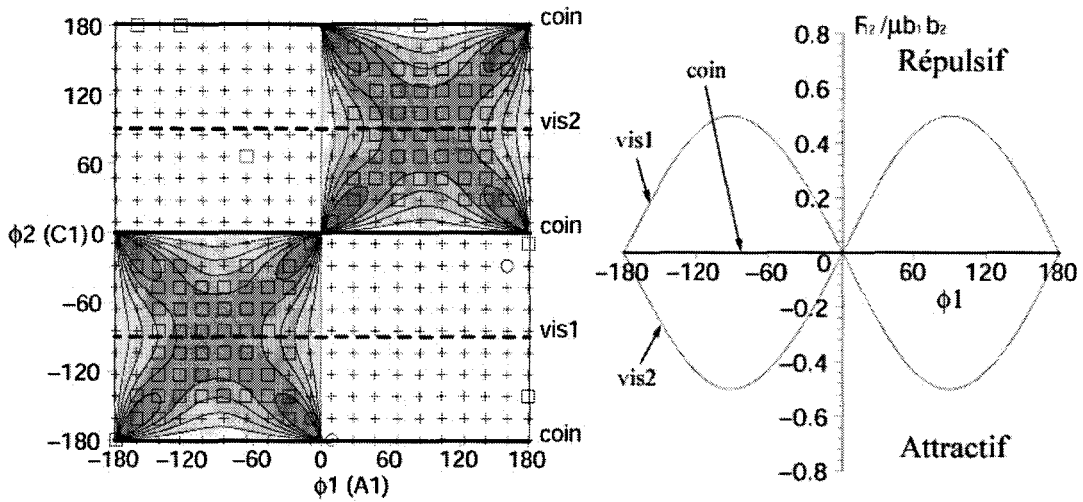 180
120
60
φ2 (C1) 0
−60
−120
−180
−180 −120 −60 0 60 120 180
φ1 (A1)
coin
vis2
coin
vis1
coin
F₁₂ /μb₁ b₂
Répulsif
0.8
0.6
0.4
0.2
0
−0.2
−0.4
−0.6
−0.8
coin
vis1
vis2
−180 −120 −60 60 120 180
φ1
Attractif